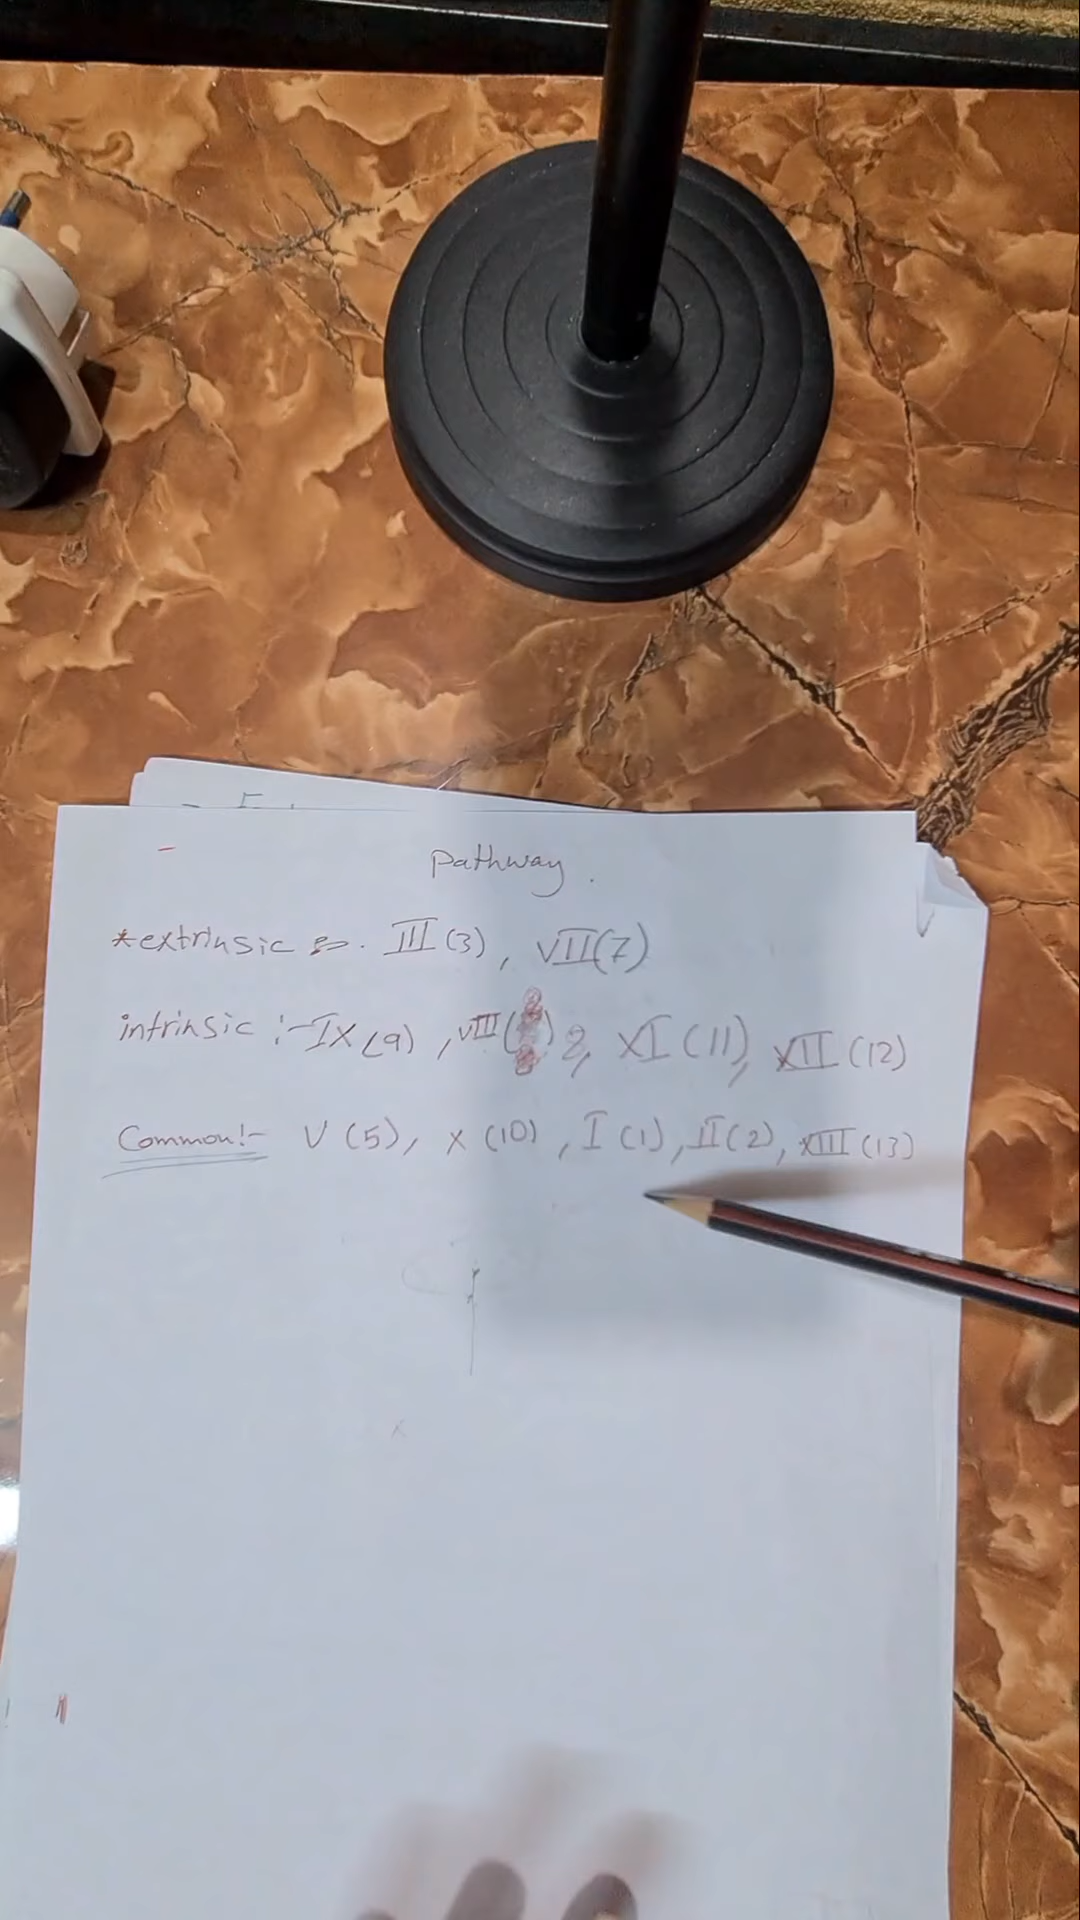 Pathway.
*extrinsic :- III (3), VII(7)
intrinsic :- IX (9), VIII ( ) 8, XI (11), XII (12)
Common:- V (5), X (10), I (1), II (2), XIII (13)